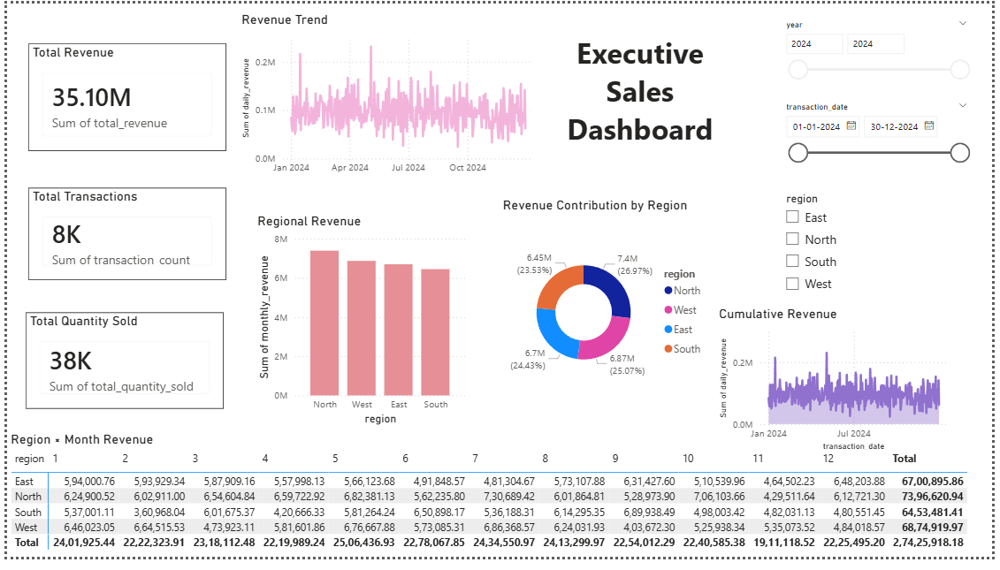 Revenue Trend
Total Revenue
35.10M
Sum of total_revenue
Sum of daily_revenue
0.2M
0.1M
0.0M
Jan 2024 Apr 2024 Jul 2024 Oct 2024
Executive
Sales
Dashboard
year
2024 2024
transaction_date
01-01-2024 30-12-2024
Total Transactions
8K
Sum of transaction_count
Regional Revenue
Sum of monthly_revenue
8M
6M
4M
2M
0M
North West East South
region
Revenue Contribution by Region
6.45M
(23.53%)
7.4M
(26.97%)
6.7M
(24.43%)
6.87M
(25.07%)
region
North
West
East
South
region
East
North
South
West
Total Quantity Sold
38K
Sum of total_quantity_sold
Cumulative Revenue
Sum of daily_revenue
0.2M
0.0M
Jan 2024 Jul 2024
transaction_date
Region × Month Revenue
region 1 2 3 4 5 6 7 8 9 10 11 12 Total
East 5,94,000.76 5,93,929.34 5,87,909.16 5,57,998.13 5,66,123.68 4,91,848.57 4,81,304.67 5,73,107.88 6,31,427.60 5,10,539.96 4,64,502.23 6,48,203.88 67,00,895.86
North 6,24,900.52 6,02,911.00 6,54,604.84 6,59,722.92 6,82,381.13 5,62,235.80 7,30,689.42 6,01,864.81 5,28,973.90 7,06,103.66 4,29,511.64 6,12,721.30 73,96,620.94
South 5,37,001.11 3,60,968.04 6,01,675.37 4,20,666.33 5,81,264.24 6,50,898.17 5,36,188.31 6,14,295.35 6,89,938.49 4,98,003.42 4,82,031.13 4,80,551.45 64,53,481.41
West 6,46,023.05 6,64,515.53 4,73,923.11 5,81,601.86 6,76,667.88 5,73,085.31 6,86,368.57 6,24,031.93 4,03,672.30 5,25,938.34 5,35,073.52 4,84,018.57 68,74,919.97
Total 24,01,925.44 22,22,323.91 23,18,112.48 22,19,989.24 25,06,436.93 22,78,067.85 24,34,550.97 24,13,299.97 22,54,012.29 22,40,585.38 19,11,118.52 22,25,495.20 2,74,25,918.18